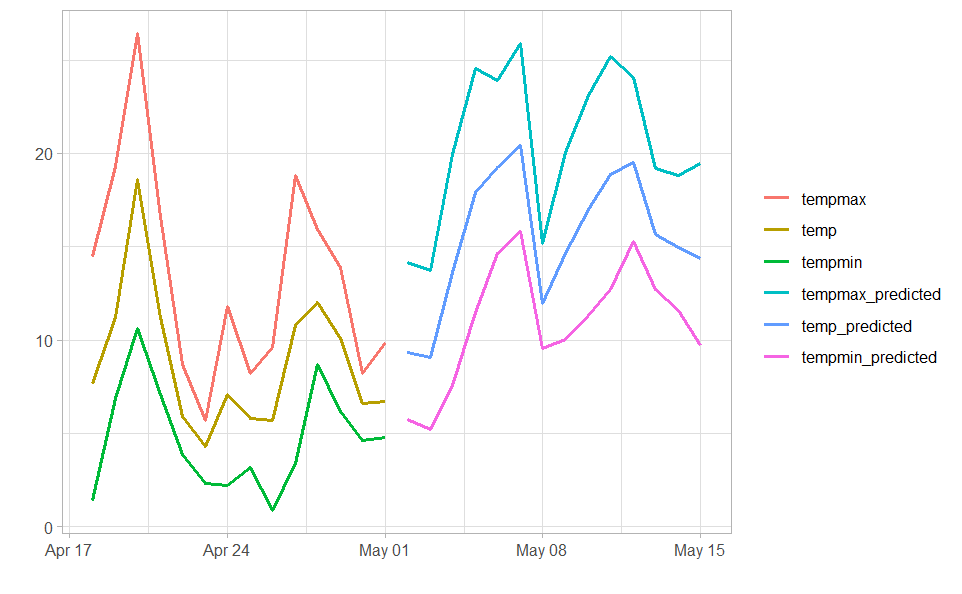 20
10
0
Apr 17
Apr 24
May 01
May 08
May 15
tempmax
temp
tempmin
tempmax_predicted
temp_predicted
tempmin_predicted